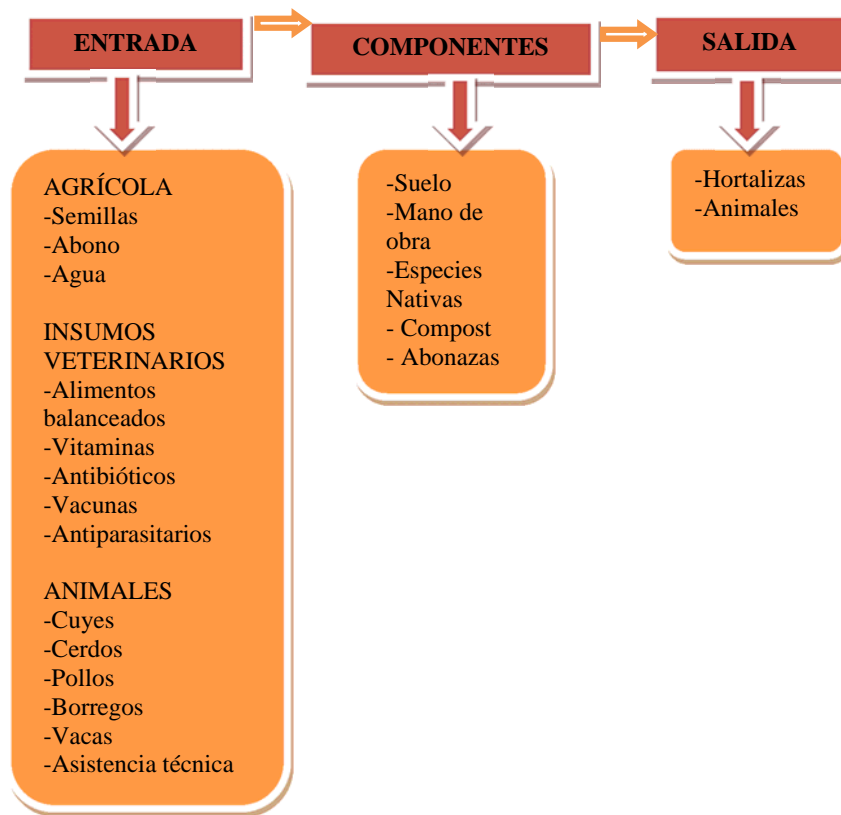 ENTRADA
COMPONENTES
SALIDA
AGRÍCOLA
-Semillas
-Abono
-Agua
INSUMOS
VETERINARIOS
-Alimentos
balanceados
-Vitaminas
-Antibióticos
-Vacunas
-Antiparasitarios
ANIMALES
-Cuyes
-Cerdos
-Pollos
-Borregos
-Vacas
-Asistencia técnica
-Suelo
-Mano de
obra
-Especies
Nativas
- Compost
- Abonazas
-Hortalizas
-Animales